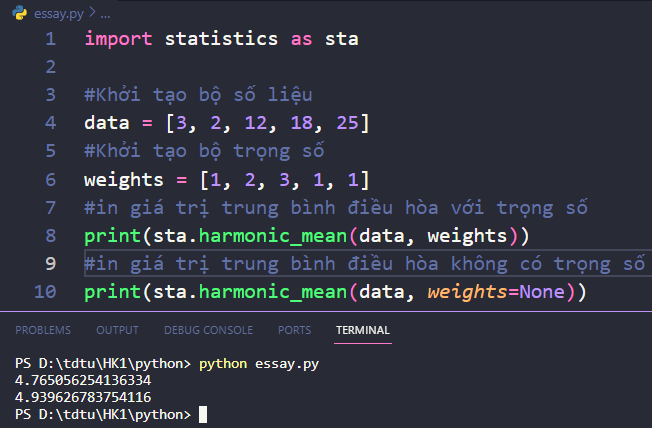 essay.py > ...
1 import statistics as sta
2
3 #Khởi tạo bộ số liệu
4 data = [3, 2, 12, 18, 25]
5 #Khởi tạo bộ trọng số
6 weights = [1, 2, 3, 1, 1]
7 #in giá trị trung bình điều hòa với trọng số
8 print(sta.harmonic_mean(data, weights))
9 #in giá trị trung bình điều hòa không có trọng số
10 print(sta.harmonic_mean(data, weights=None))
PROBLEMS OUTPUT DEBUG CONSOLE PORTS TERMINAL
PS D:\tdtu\HK1\python> python essay.py
4.765056254136334
4.939626783754116
PS D:\tdtu\HK1\python>